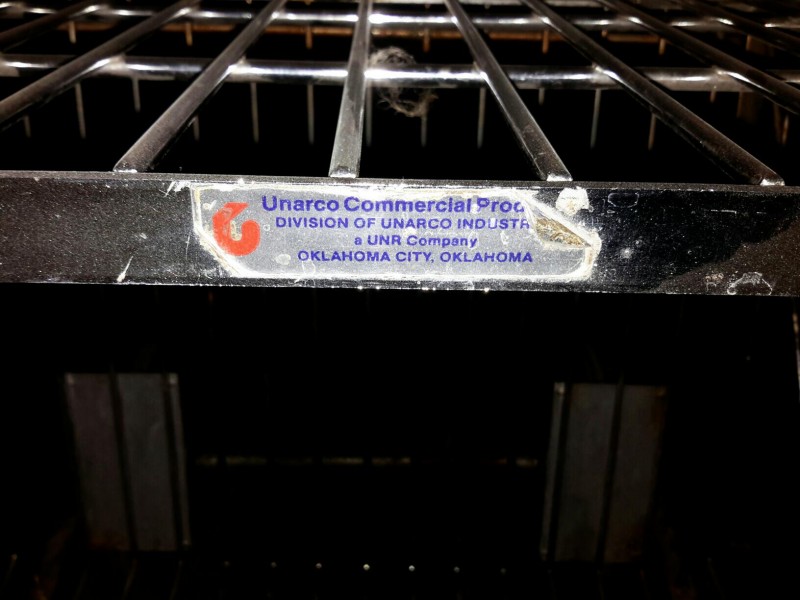 Unarco Commercial Prod
DIVISION OF UNARCO INDUSTR
a UNR Company
OKLAHOMA CITY, OKLAHOMA